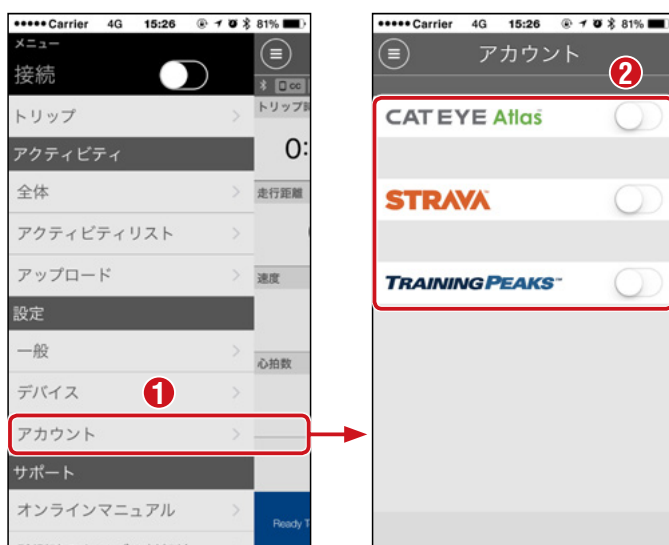 Carrier 4G 15:26 81%
メニュー
接続
トリップ
アクティビティ
全体
アクティビティリスト
アップロード
設定
一般
デバイス
1
アカウント
サポート
オンラインマニュアル
cc
トリップ
0:
走行距離
速度
心拍数
Ready T
Carrier 4G 15:26 81%
アカウント
2
CATEYE Atlas
STRAVA
TRAININGPEAKS™